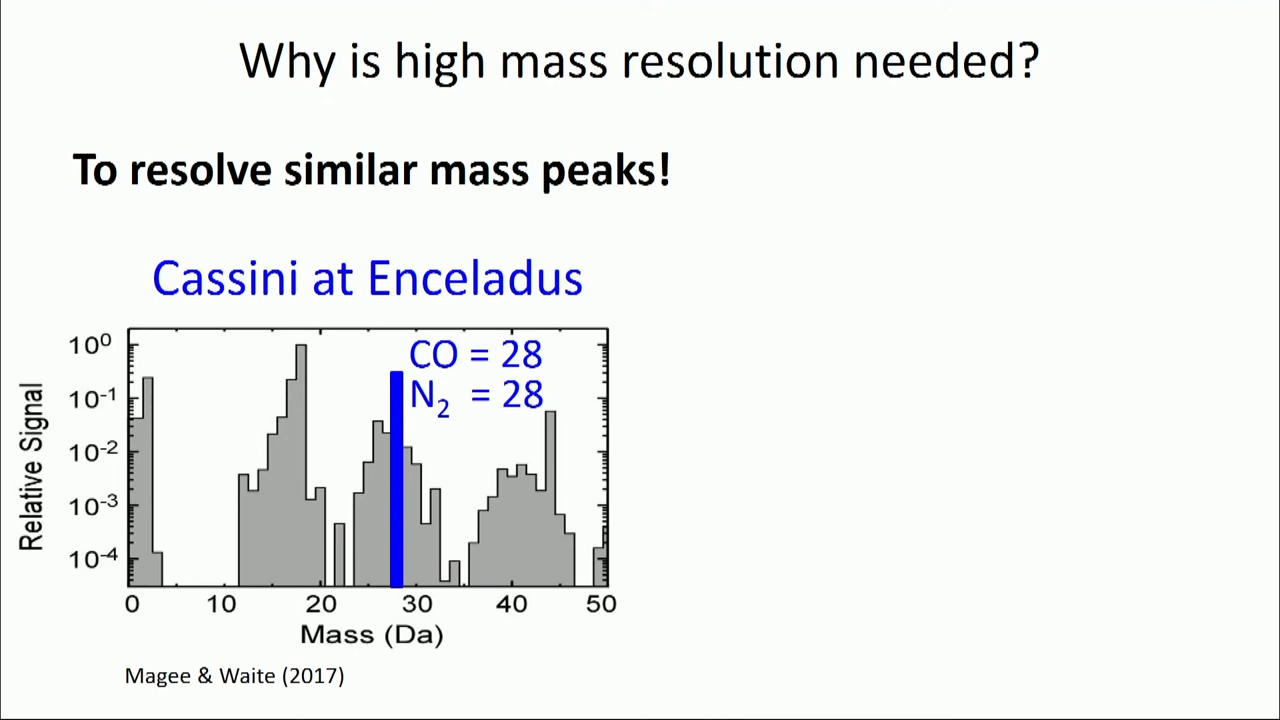 Why is high mass resolution needed?
To resolve similar mass peaks!
Cassini at Enceladus
CO = 28
N₂ = 28
10⁰
10⁻¹
10⁻²
10⁻³
10⁻⁴
Relative Signal
0 10 20 30 40 50
Mass (Da)
Magee & Waite (2017)